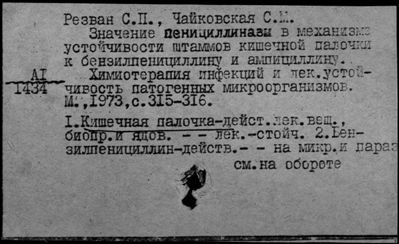 Резван С.П., Чайковская С.М.
Значение пенициллиназы в механизме
устойчивости штаммов кишечной палочки
к бензилпенициллину и ампициллину.
АI
1434
Химиотерапия инфекций и лек.устой-
чивость патогенных микроорганизмов.
М.,1973,с.315-316.
I.Кишечная палочка-дейст.лек.вещ.,
биопр.и ядов. - - лек.-стойч. 2.Бен-
зилпенициллин-действ.- - на микр.и параз
см.на обороте